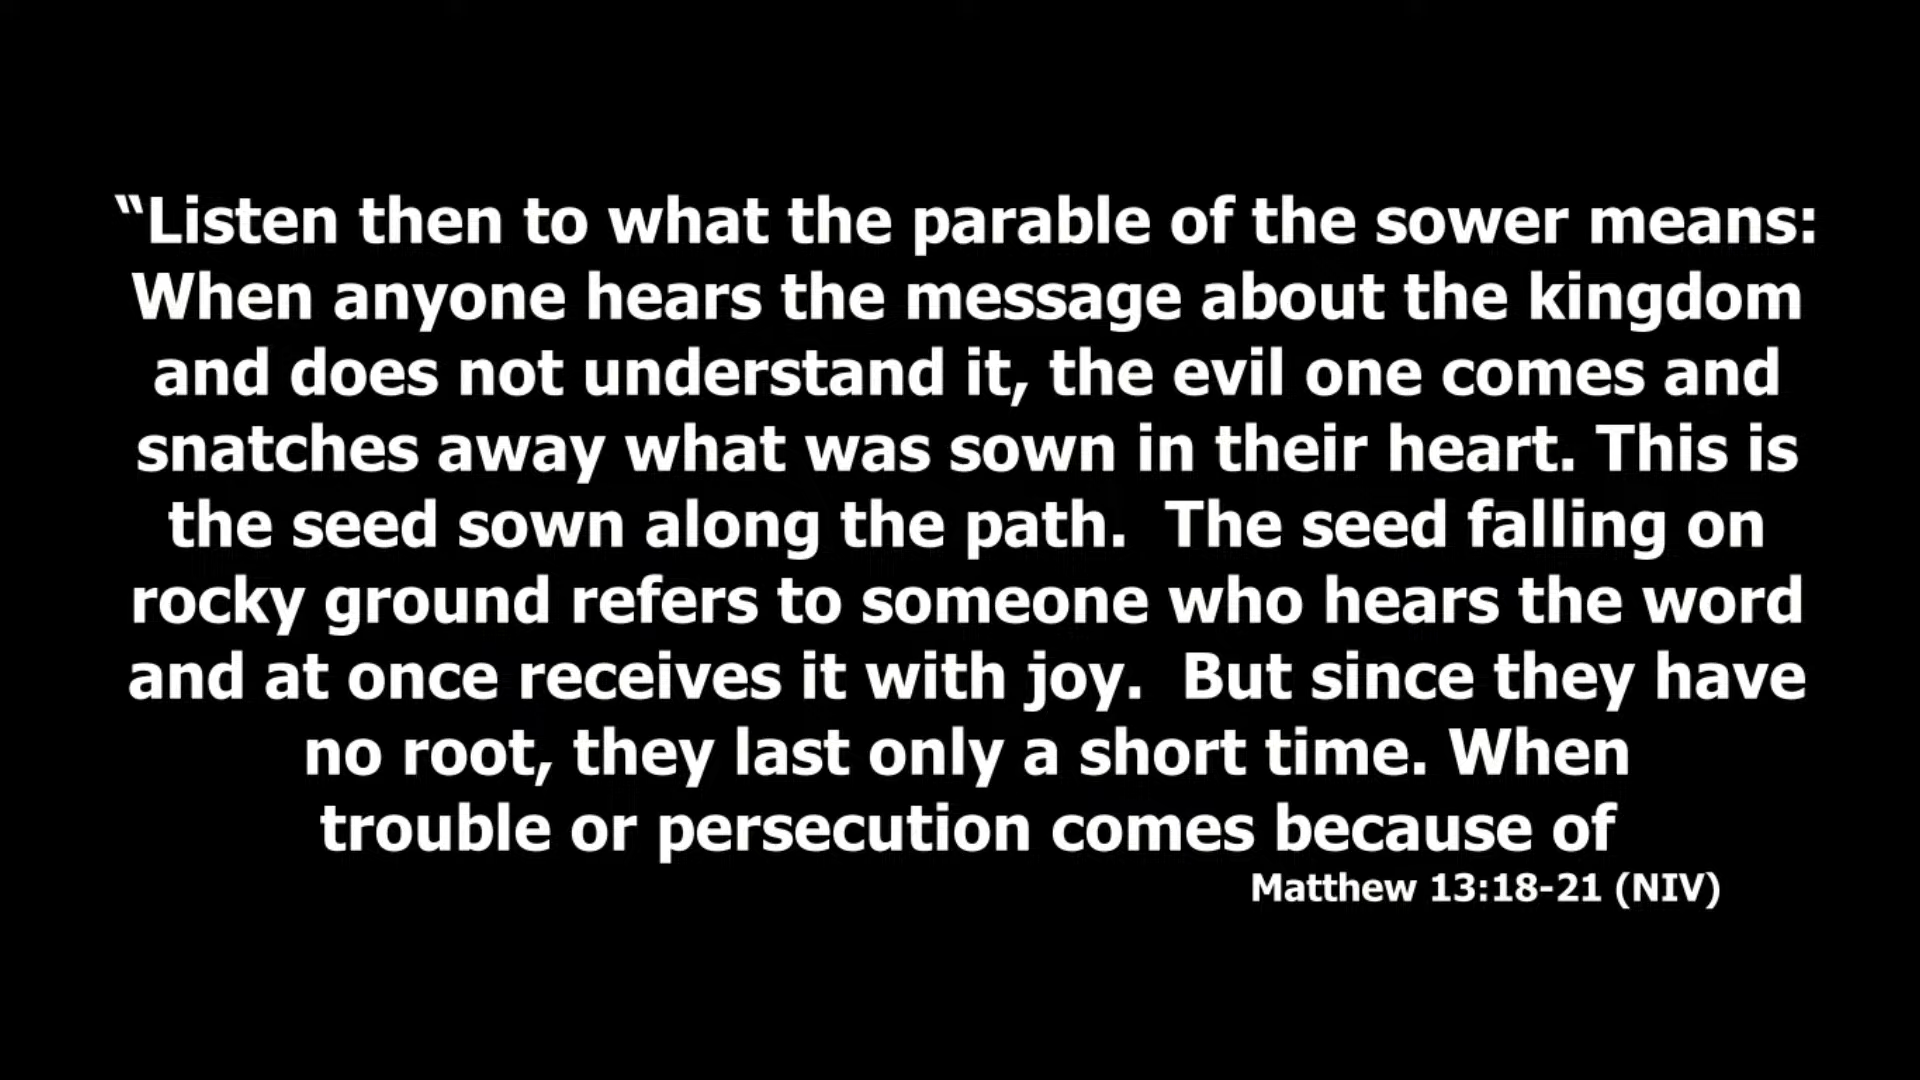 “Listen then to what the parable of the sower means:
When anyone hears the message about the kingdom
and does not understand it, the evil one comes and
snatches away what was sown in their heart. This is
the seed sown along the path.  The seed falling on
rocky ground refers to someone who hears the word
and at once receives it with joy.  But since they have
no root, they last only a short time. When
trouble or persecution comes because of
Matthew 13:18-21 (NIV)